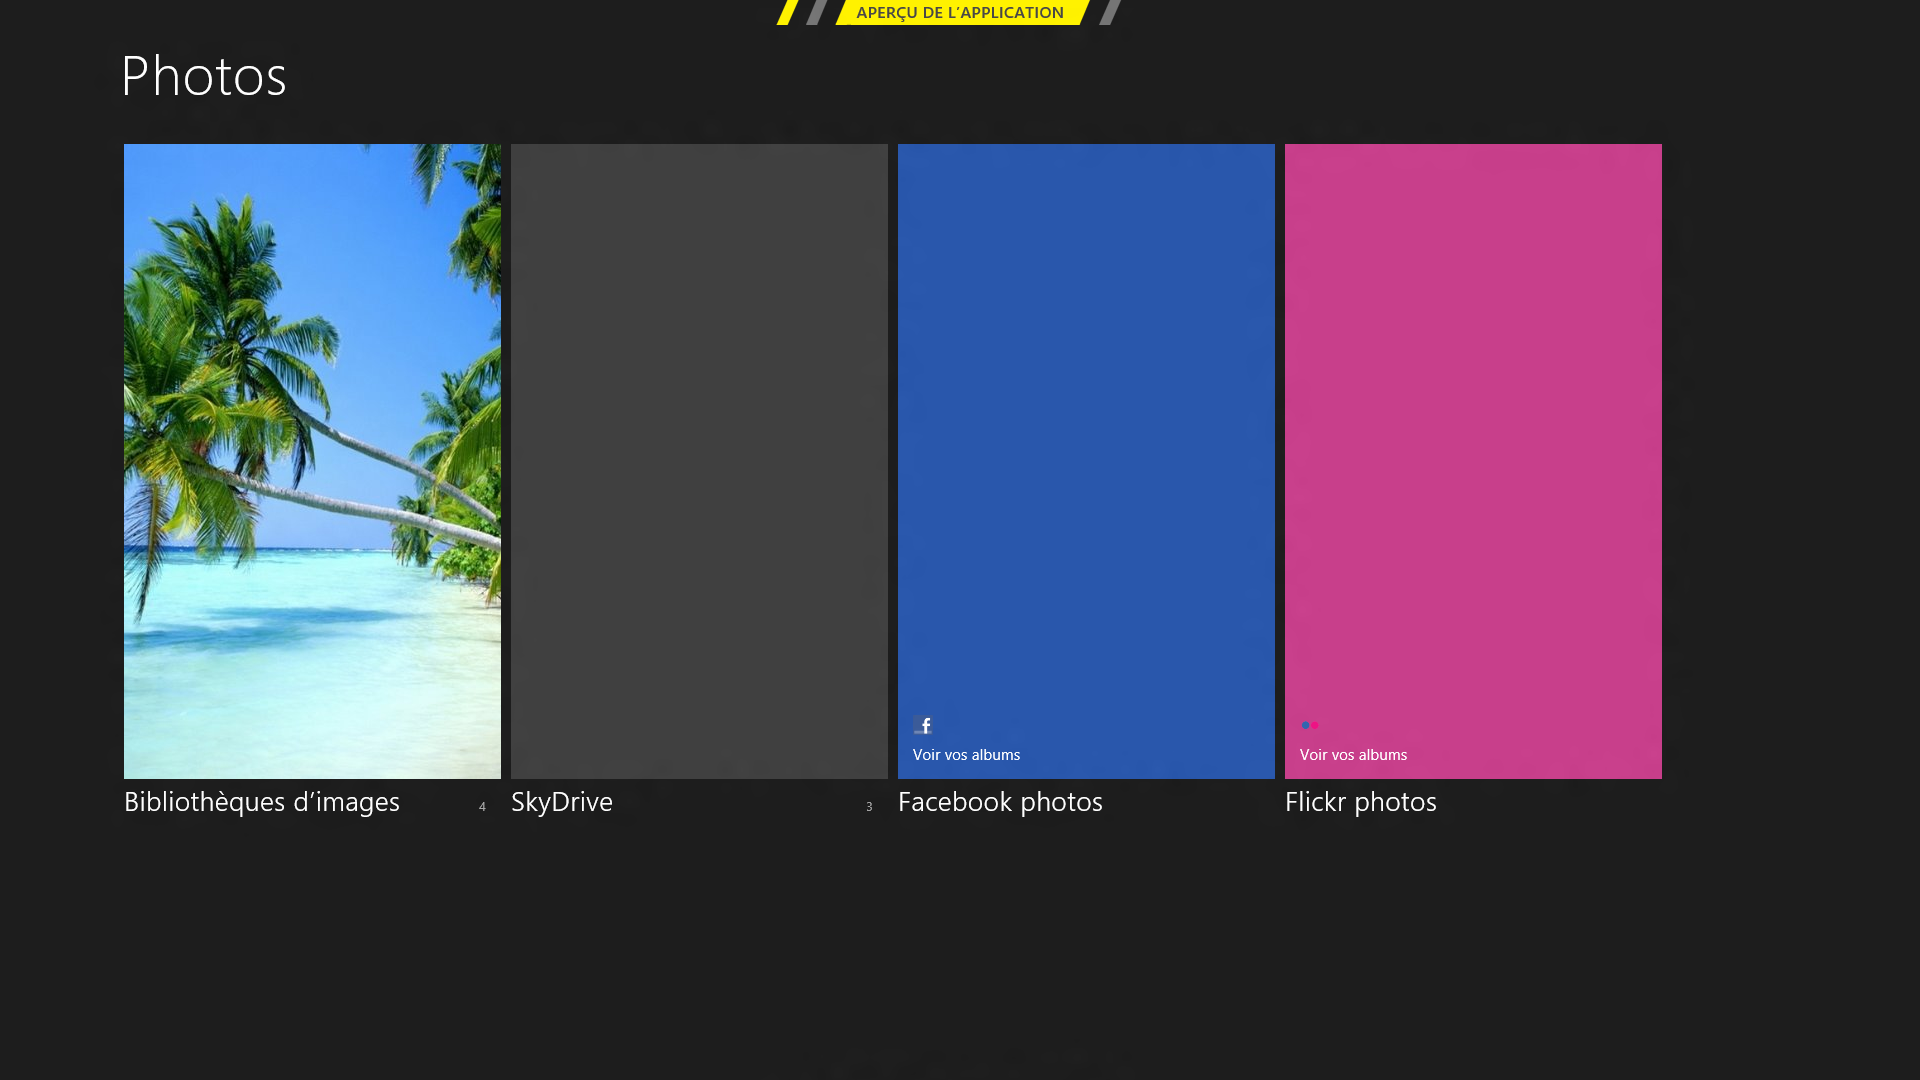 APERÇU DE L’APPLICATION
Photos
Voir vos albums
Voir vos albums
Bibliothèques d’images 4
SkyDrive 3
Facebook photos
Flickr photos